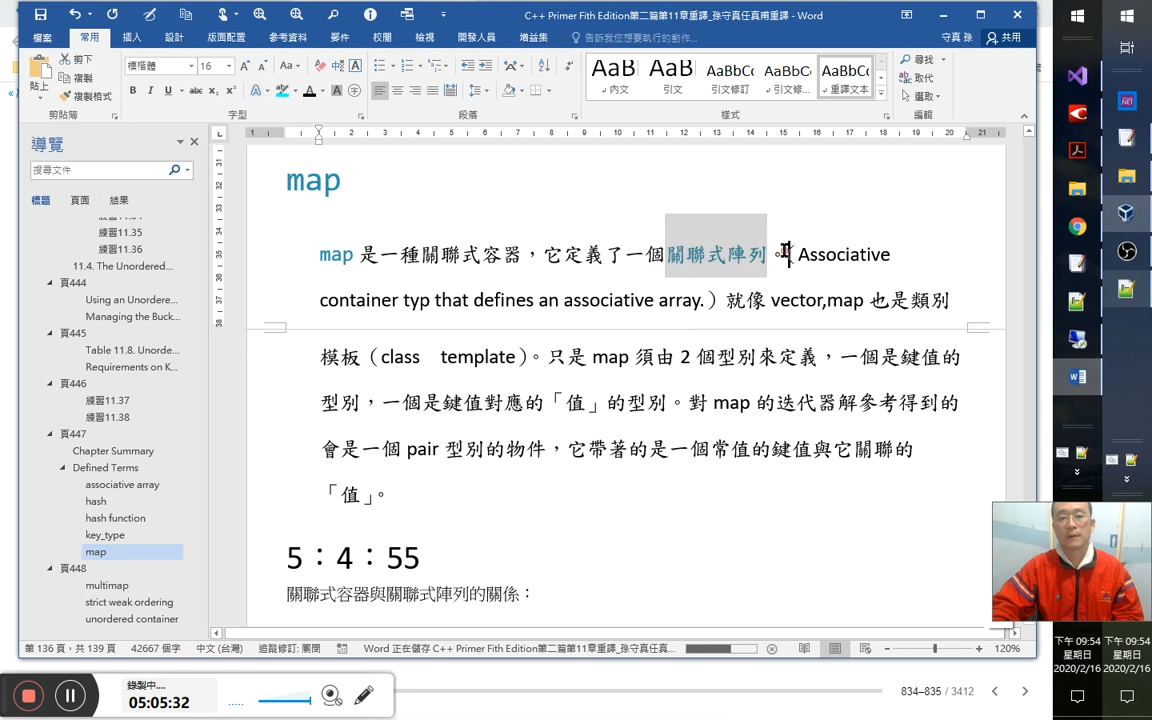 C++ Primer Fith Edition第二篇第11章重譯_孫守真任真甫重譯 - Word
檔案 常用 插入 設計 版面配置 參考資料 郵件 校閱 檢視 開發人員 增益集 告訴我您想要執行的動作... 守真 孫 共用
貼上 剪下 複製 複製格式
楷體 16
內文 引文 引文修訂 引文修... 重譯文本
尋找 取代 選取
剪貼簿 字型 段落 樣式 編輯
導覽
搜尋文件
標題 頁面 結果
練習11.35
練習11.36
11.4. The Unordered...
頁444
Using an Unordere...
Managing the Buck...
頁445
Table 11.8. Unorde...
Requirements on K...
頁446
練習11.37
練習11.38
頁447
Chapter Summary
Defined Terms
associative array
hash
hash function
key_type
map
頁448
multimap
strict weak ordering
unordered container
map
map 是一種關聯式容器，它定義了一個關聯式陣列。（ Associative
container typ that defines an associative array.）就像 vector,map 也是類別
模板（class template）。只是 map 須由 2 個型別來定義，一個是鍵值的
型別，一個是鍵值對應的「值」的型別。對 map 的迭代器解參考得到的
會是一個 pair 型別的物件，它帶著的是一個常值的鍵值與它關聯的
「值」。
5：4：55
關聯式容器與關聯式陣列的關係：
第 136 頁，共 139 頁 42667 個字 中文 (台灣) 追蹤修訂: 關閉 Word 正在儲存 C++ Primer Fith Edition第二篇第11章重譯_孫守真任真甫重... 120%
錄製中....
05:05:32
834–835 / 3412
下午 09:54
星期日
2020/2/16
下午 09:54
星期日
2020/2/16